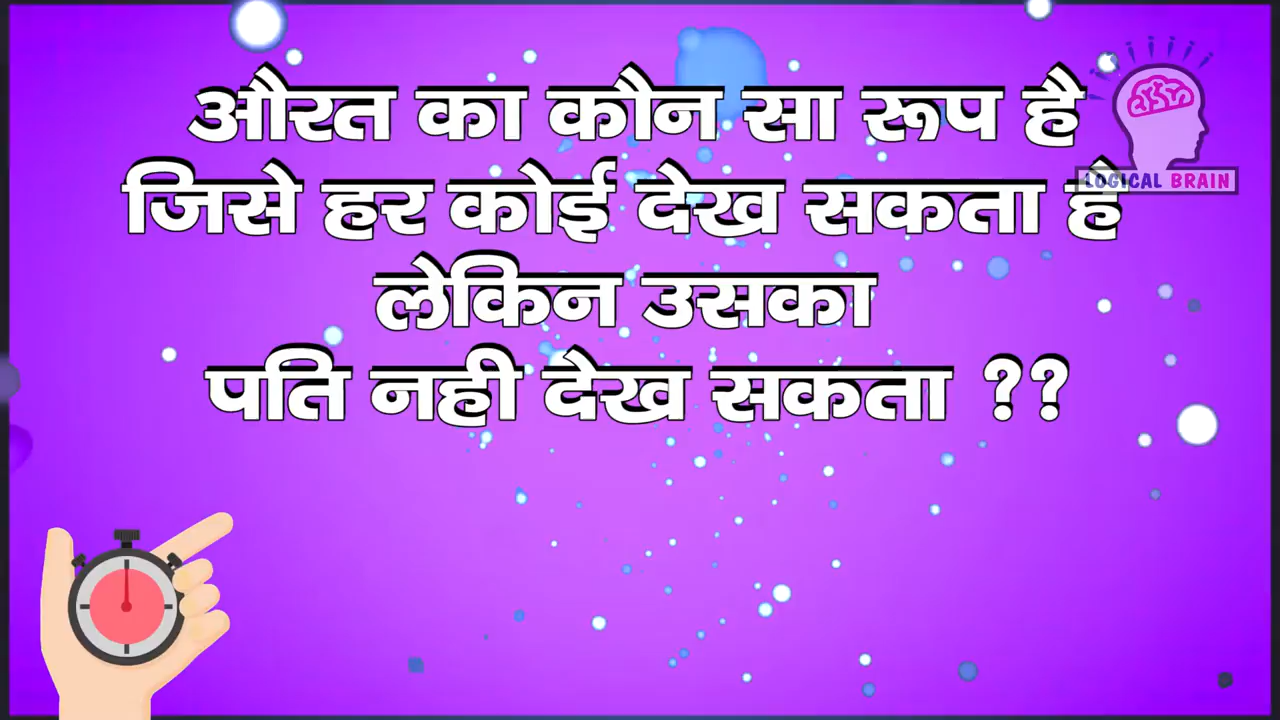 औरत का कौन सा रूप है
जिसे हर कोई देख सकता हे
लेकिन उसका
पति नही देख सकता ??
LOGICAL BRAIN